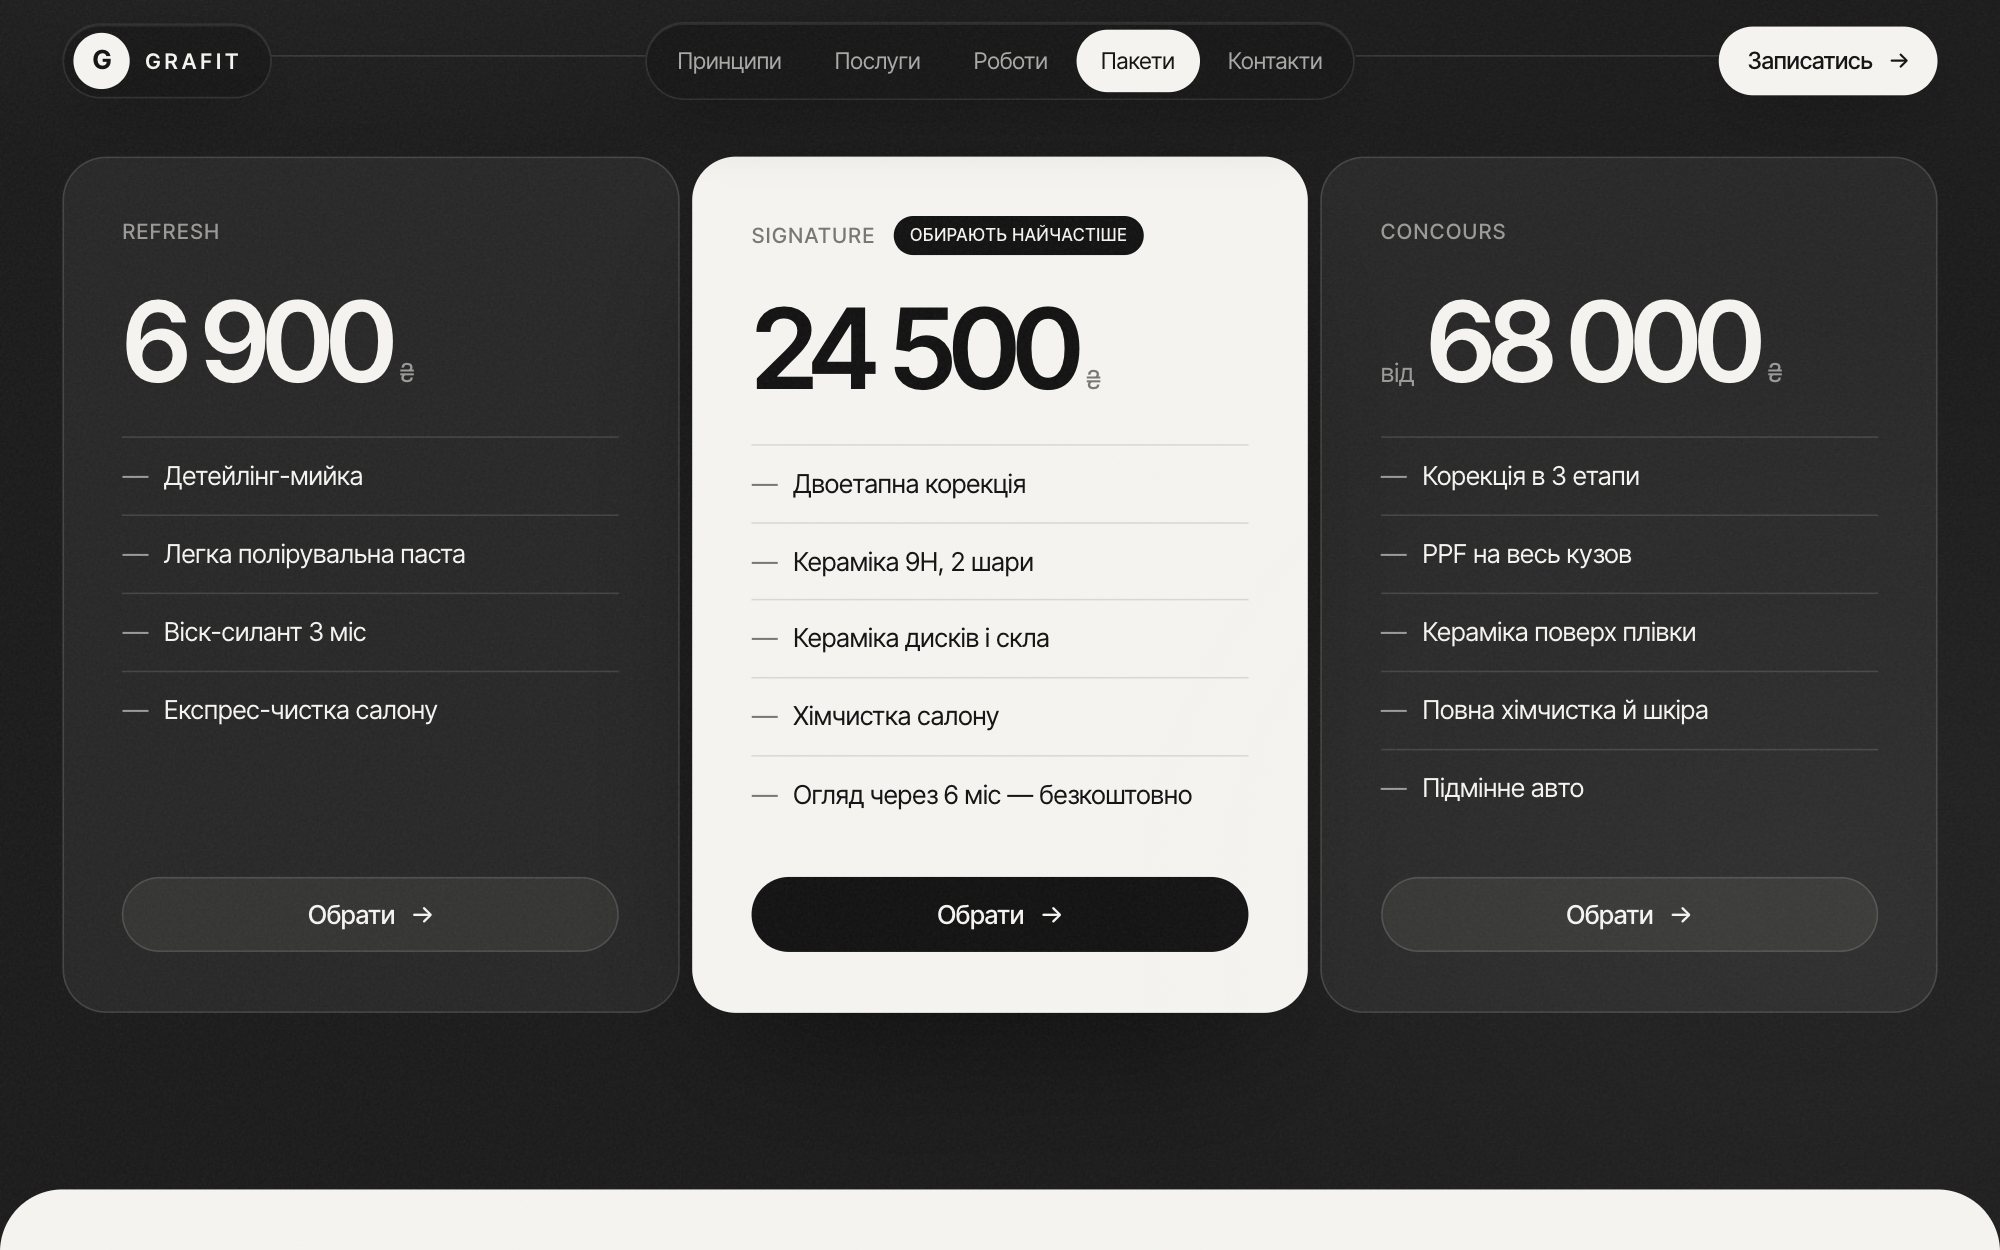 G GRAFIT
Принципи Послуги Роботи Пакети Контакти
Записатись →
REFRESH
6 900 ₴
— Детейлінг-мийка
— Легка полірувальна паста
— Віск-силант 3 міс
— Експрес-чистка салону
Обрати →
SIGNATURE ОБИРАЮТЬ НАЙЧАСТІШЕ
24 500 ₴
— Двоетапна корекція
— Кераміка 9H, 2 шари
— Кераміка дисків і скла
— Хімчистка салону
— Огляд через 6 міс — безкоштовно
Обрати →
CONCOURS
від 68 000 ₴
— Корекція в 3 етапи
— PPF на весь кузов
— Кераміка поверх плівки
— Повна хімчистка й шкіра
— Підмінне авто
Обрати →